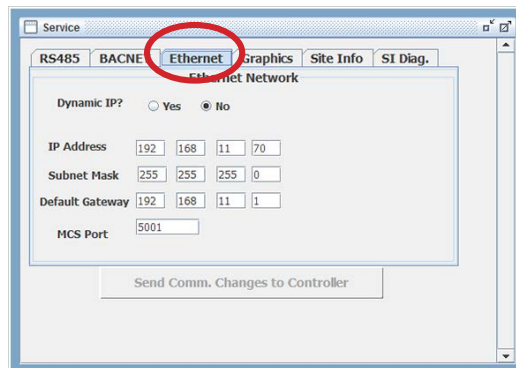 Service
RS485 BACNE Ethernet Graphics Site Info SI Diag.
Ethernet Network
Dynamic IP? Yes No
IP Address 192 168 11 70
Subnet Mask 255 255 255 0
Default Gateway 192 168 11 1
MCS Port 5001
Send Comm. Changes to Controller